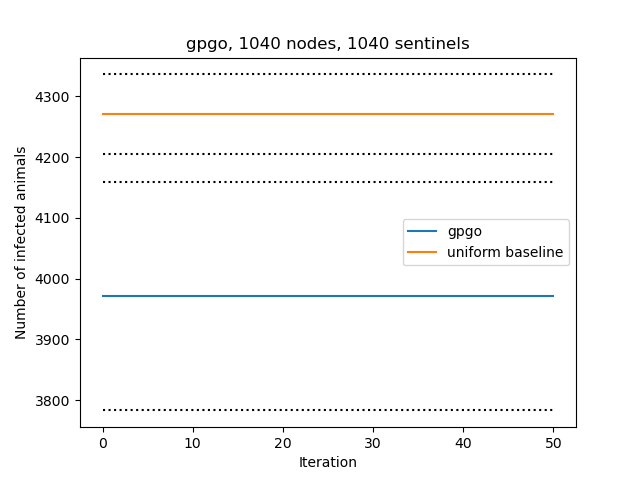 gpgo, 1040 nodes, 1040 sentinels
Number of infected animals
4300
4200
4100
4000
3900
3800
gpgo
uniform baseline
0 10 20 30 40 50
Iteration